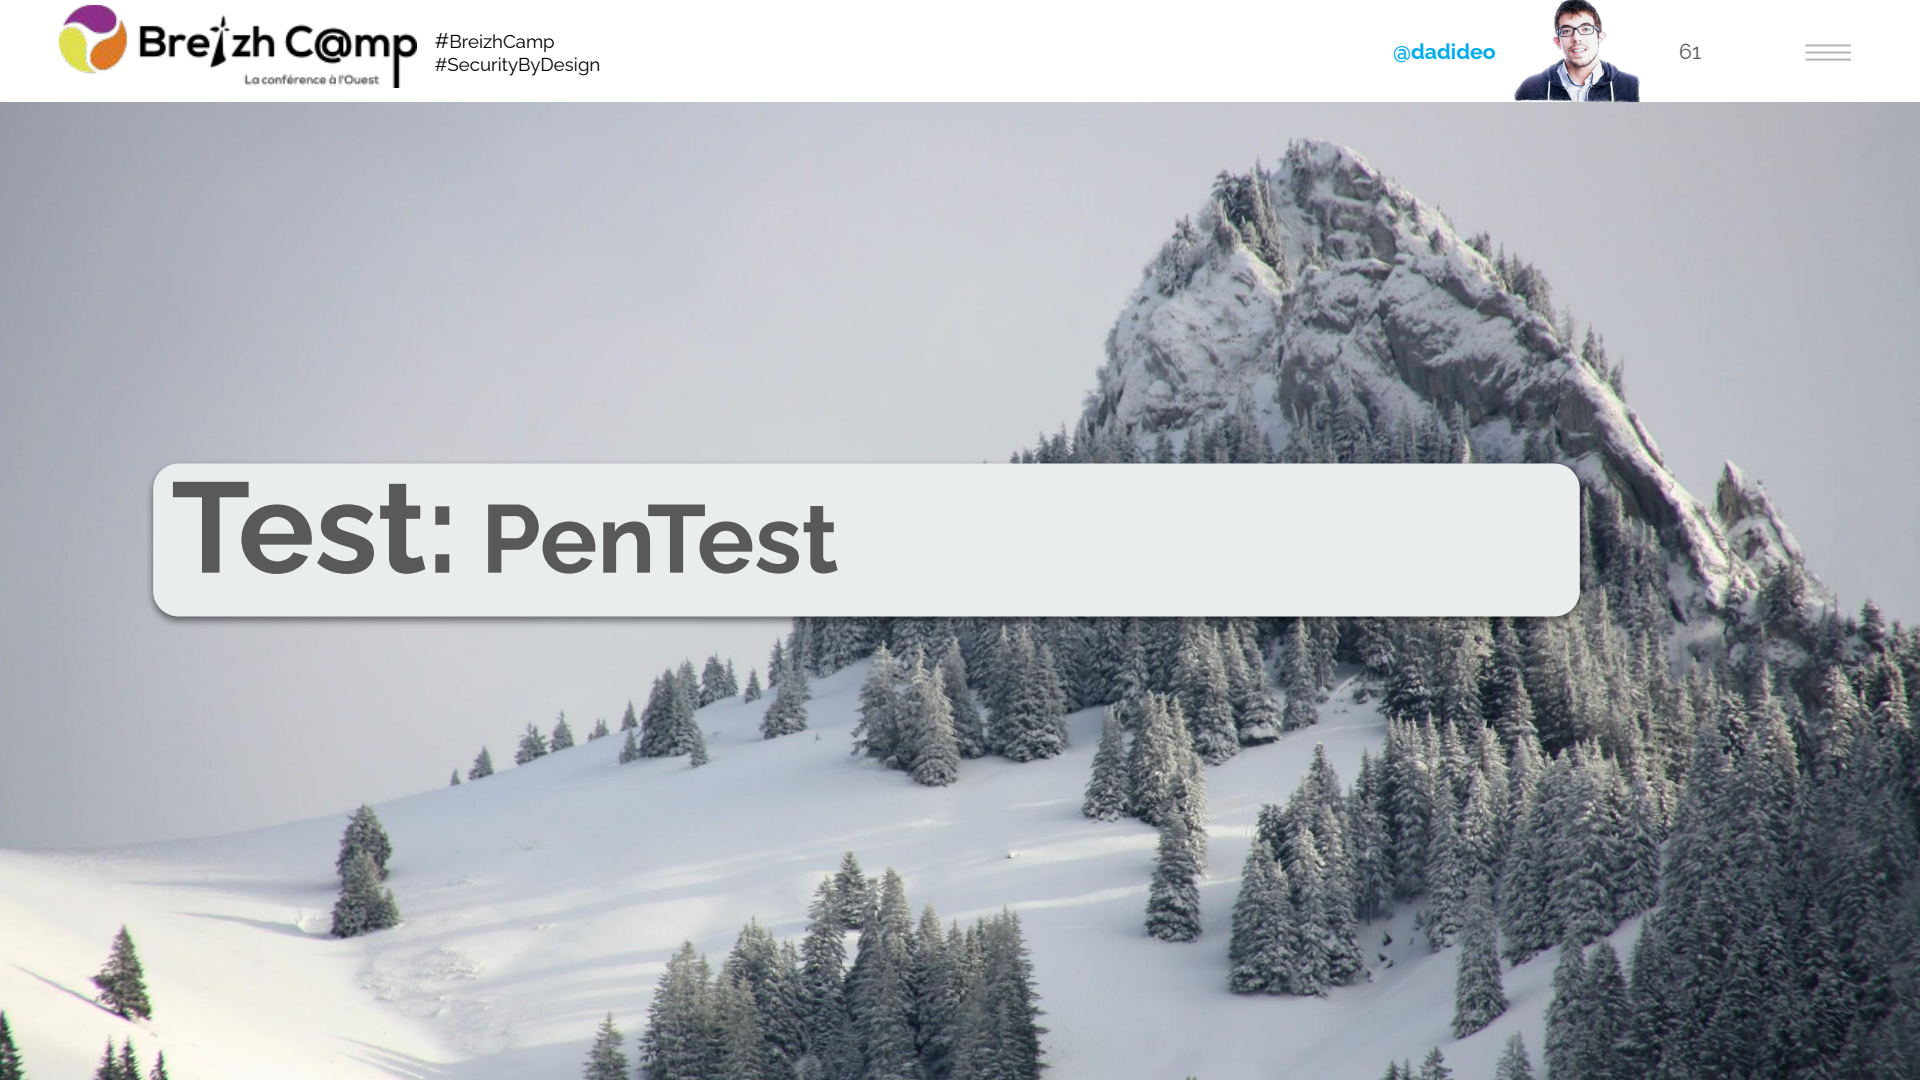 Breizh C@mp
La conférence à l'Ouest
#BreizhCamp
#SecurityByDesign
@dadideo
61
Test: PenTest